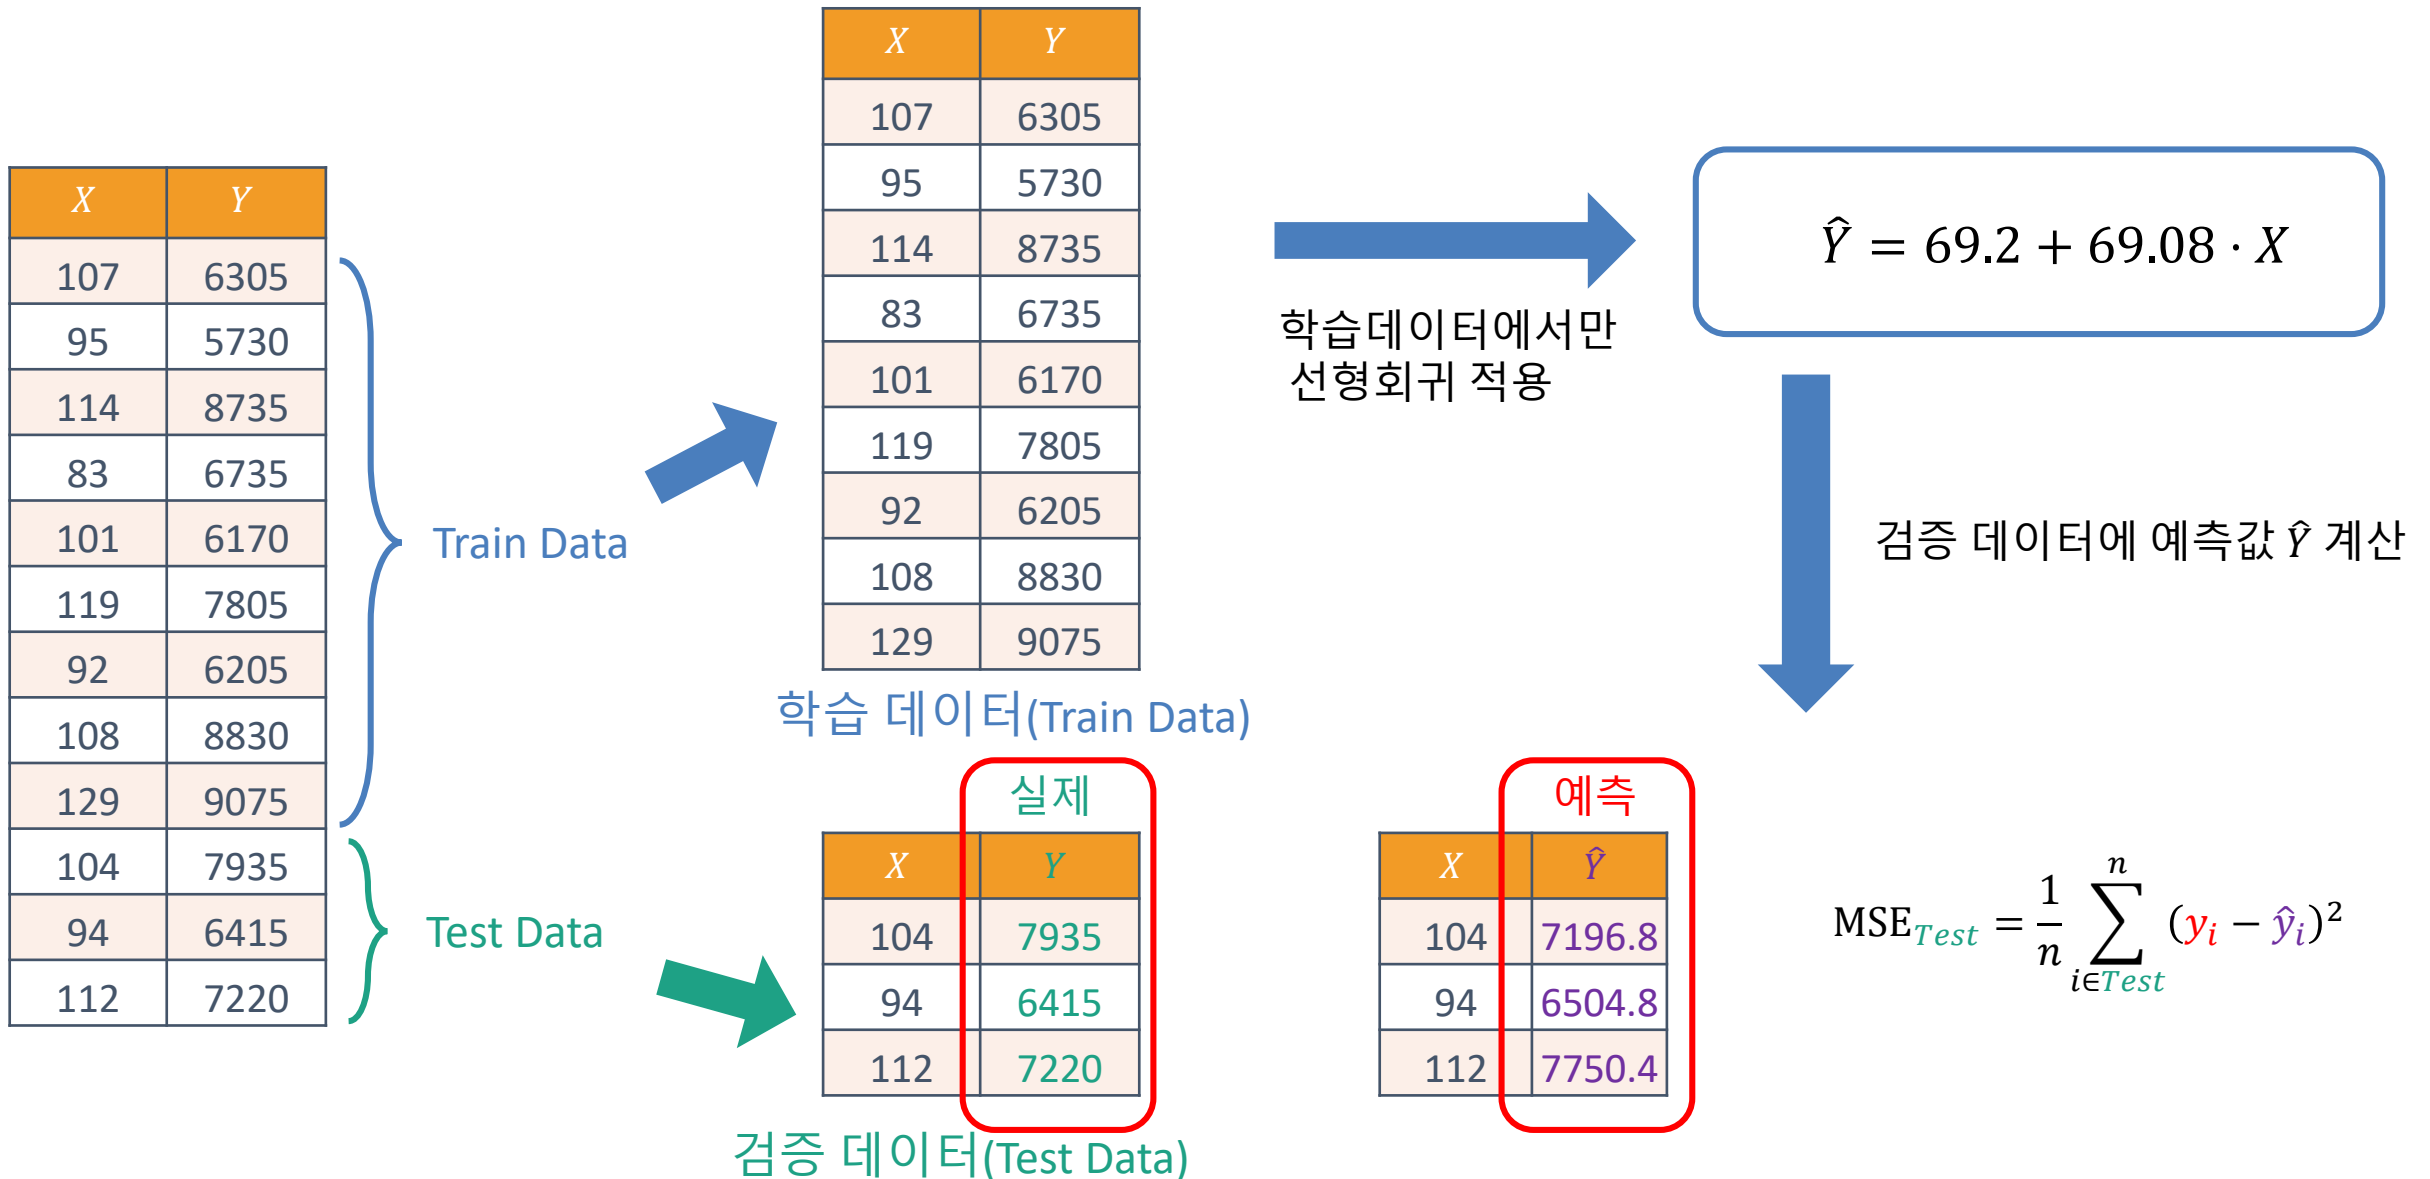 X Y
107 6305
95 5730
114 8735
83 6735
101 6170
119 7805
92 6205
108 8830
129 9075
104 7935
94 6415
112 7220
Train Data
Test Data
X Y
107 6305
95 5730
114 8735
83 6735
101 6170
119 7805
92 6205
108 8830
129 9075
학습 데이터(Train Data)
학습데이터에서만
선형회귀 적용
Ŷ = 69.2 + 69.08 · X
검증 데이터에 예측값 Ŷ 계산
실제
X Y
104 7935
94 6415
112 7220
검증 데이터(Test Data)
예측
X Ŷ
104 7196.8
94 6504.8
112 7750.4
MSE_Test = 1/n ∑_{i∈Test}^{n} (y_i − ŷ_i)²